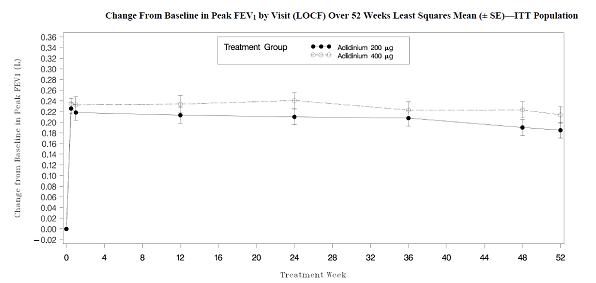 Change From Baseline in Peak FEV1 by Visit (LOCF) Over 52 Weeks Least Squares Mean (± SE)—ITT Population
Treatment Group
Aclidinium 200 μg
Aclidinium 400 μg
Change from Baseline in Peak FEV1 (L)
0.36
0.34
0.32
0.30
0.28
0.26
0.24
0.22
0.20
0.18
0.16
0.14
0.12
0.10
0.08
0.06
0.04
0.02
0.00
−0.02
0 4 8 12 16 20 24 28 32 36 40 44 48 52
Treatment Week